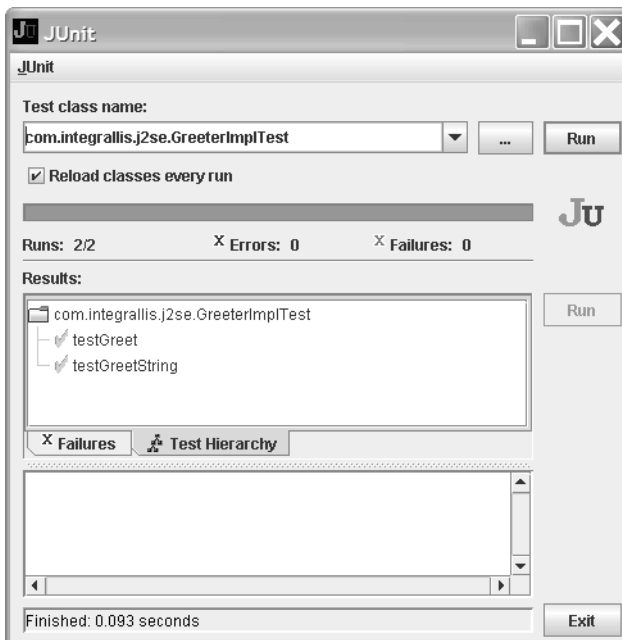 JU JUnit
JUnit
Test class name:
com.integrallis.j2se.GreeterImplTest ... Run
Reload classes every run
JU
Runs: 2/2 X Errors: 0 X Failures: 0
Results:
com.integrallis.j2se.GreeterImplTest Run
testGreet
testGreetString
X Failures Test Hierarchy
Finished: 0.093 seconds Exit